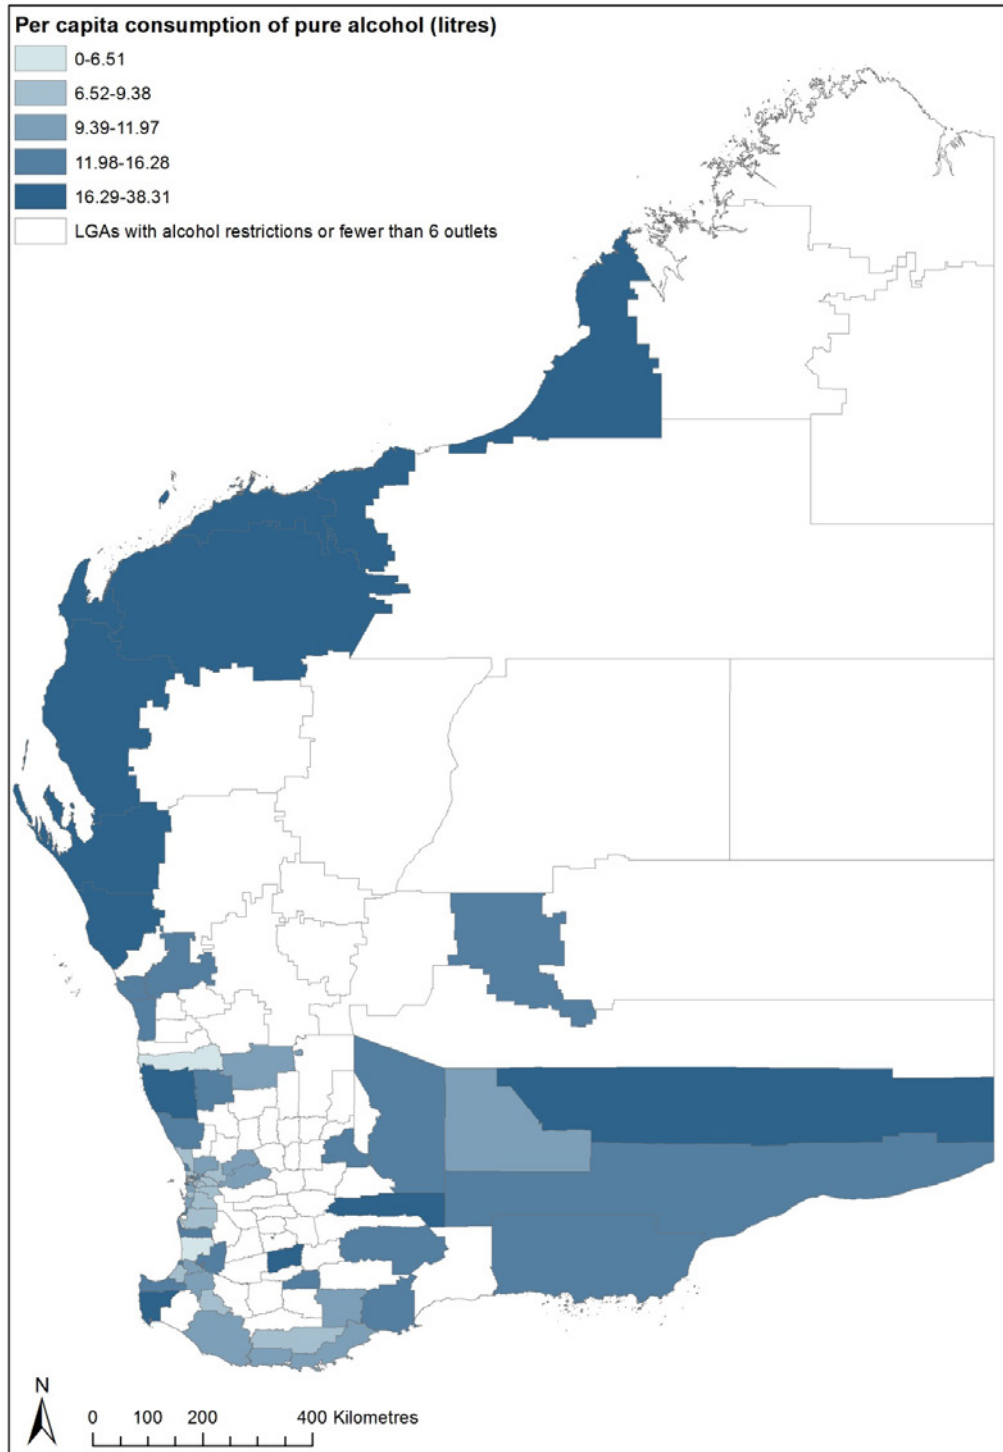 Per capita consumption of pure alcohol (litres)
0-6.51
6.52-9.38
9.39-11.97
11.98-16.28
16.29-38.31
LGAs with alcohol restrictions or fewer than 6 outlets
N
0 100 200 400 Kilometres